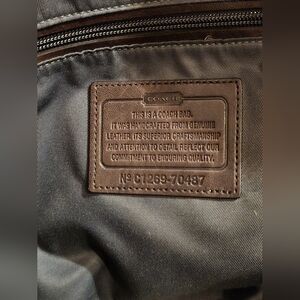 COACH
THIS IS A COACH BAG.
IT WAS HANDCRAFTED FROM GENUINE
LEATHER. ITS SUPERIOR CRAFTSMANSHIP
AND ATTENTION TO DETAIL REFLECT OUR
COMMITMENT TO ENDURING QUALITY.
Nº G1269-70487